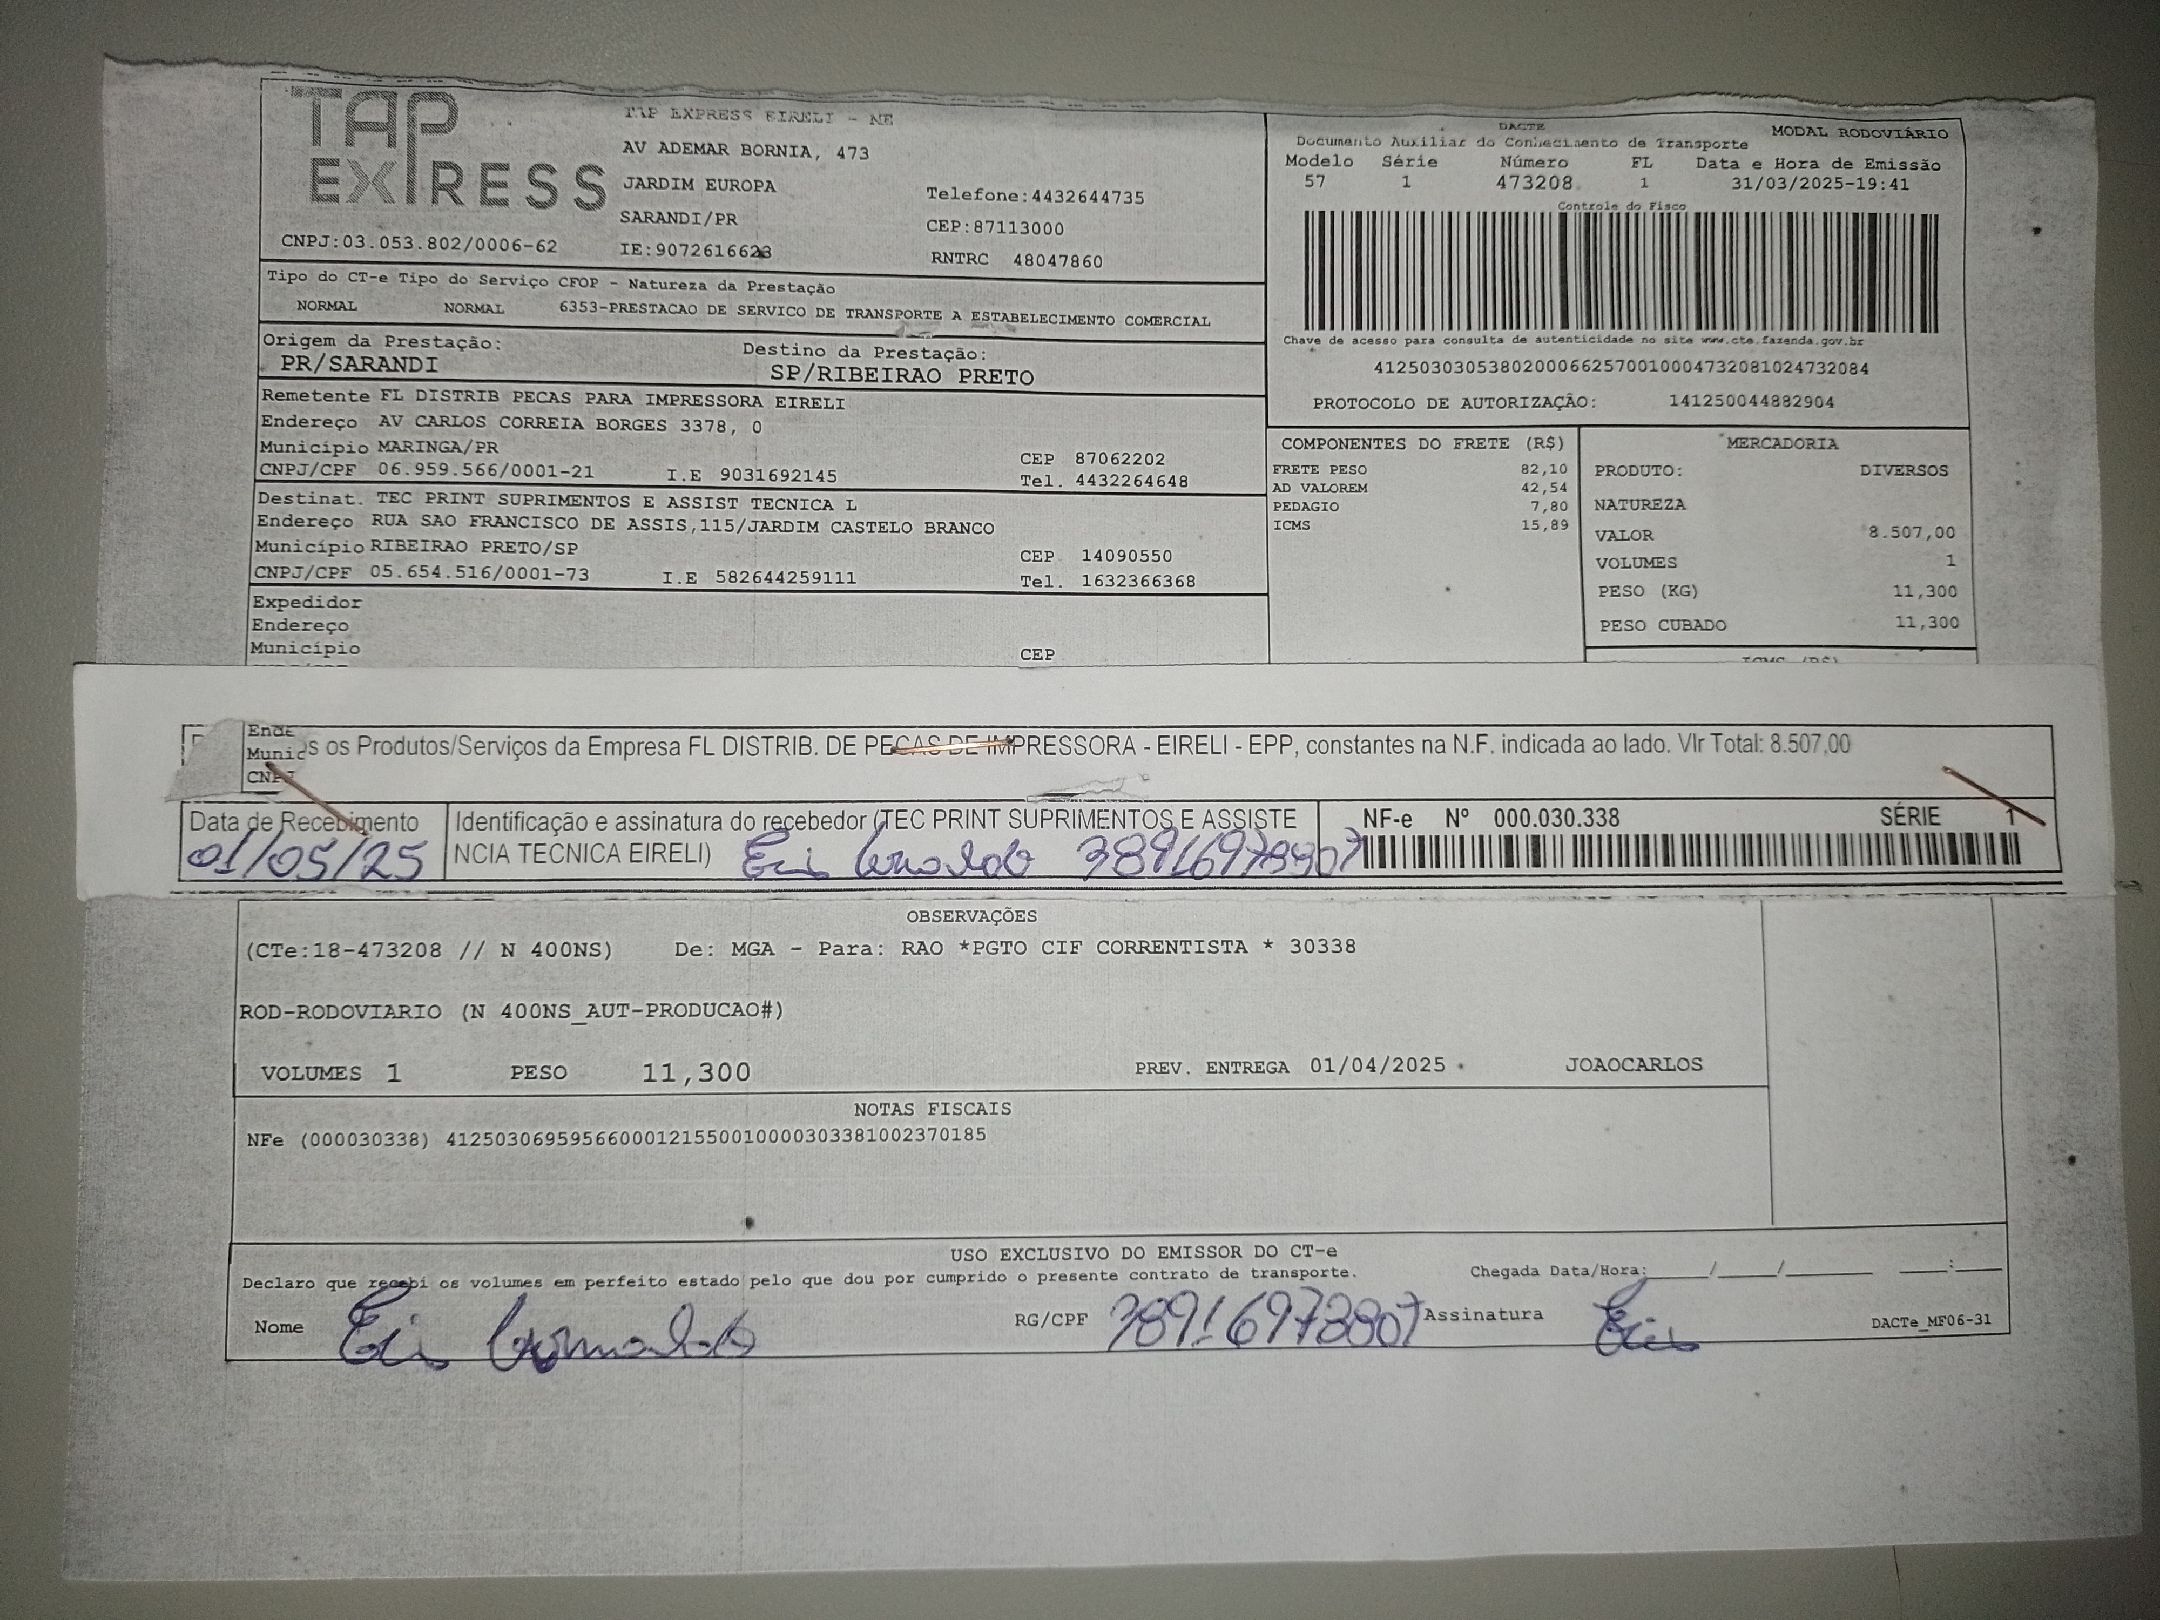 TAP
EXPRESS
TAP EXPRESS EIRELI - ME
AV ADEMAR BORNIA, 473
JARDIM EUROPA
Telefone:4432644735
SARANDI/PR
CEP:87113000
CNPJ:03.053.802/0006-62
IE:9072616623
RNTRC 48047860
DACTE
MODAL RODOVIÁRIO
Documento Auxiliar do Conhecimento de Transporte
Modelo Série Número FL Data e Hora de Emissão
57 1 473208 1 31/03/2025-19:41
Controle do Fisco
Chave de acesso para consulta de autenticidade no site www.cte.fazenda.gov.br
41250303053802000662570010004732081024732084
PROTOCOLO DE AUTORIZAÇÃO: 141250044882904
Tipo do CT-e Tipo do Serviço CFOP - Natureza da Prestação
NORMAL NORMAL 6353-PRESTACAO DE SERVICO DE TRANSPORTE A ESTABELECIMENTO COMERCIAL
Origem da Prestação: Destino da Prestação:
PR/SARANDI SP/RIBEIRAO PRETO
Remetente FL DISTRIB PECAS PARA IMPRESSORA EIRELI
Endereço AV CARLOS CORREIA BORGES 3378, 0
Município MARINGA/PR CEP 87062202
CNPJ/CPF 06.959.566/0001-21 I.E 9031692145 Tel. 4432264648
Destinat. TEC PRINT SUPRIMENTOS E ASSIST TECNICA L
Endereço RUA SAO FRANCISCO DE ASSIS,115/JARDIM CASTELO BRANCO
Município RIBEIRAO PRETO/SP CEP 14090550
CNPJ/CPF 05.654.516/0001-73 I.E 582644259111 Tel. 1632366368
Expedidor
Endereço
Município CEP
COMPONENTES DO FRETE (R$)
FRETE PESO 82,10
AD VALOREM 42,54
PEDAGIO 7,80
ICMS 15,89
MERCADORIA
PRODUTO: DIVERSOS
NATUREZA
VALOR 8.507,00
VOLUMES 1
PESO (KG) 11,300
PESO CUBADO 11,300
ICMS (R$)
Ende
Munic
CNPJ
s os Produtos/Serviços da Empresa FL DISTRIB. DE PECAS DE IMPRESSORA - EIRELI - EPP, constantes na N.F. indicada ao lado. Vlr Total: 8.507,00
Data de Recebimento
01/05/25
Identificação e assinatura do recebedor (TEC PRINT SUPRIMENTOS E ASSISTE
NCIA TECNICA EIRELI) 38916978807
NF-e Nº 000.030.338 SÉRIE 1
OBSERVAÇÕES
(CTe:18-473208 // N 400NS) De: MGA - Para: RAO *PGTO CIF CORRENTISTA * 30338
ROD-RODOVIARIO (N 400NS_AUT-PRODUCAO#)
VOLUMES 1 PESO 11,300 PREV. ENTREGA 01/04/2025 JOAOCARLOS
NOTAS FISCAIS
NFe (000030338) 41250306959566000121550010000303381002370185
USO EXCLUSIVO DO EMISSOR DO CT-e
Declaro que recebi os volumes em perfeito estado pelo que dou por cumprido o presente contrato de transporte. Chegada Data/Hora:____/____/______ ___:___
Nome RG/CPF 38916978807 Assinatura DACTe_MF06-31